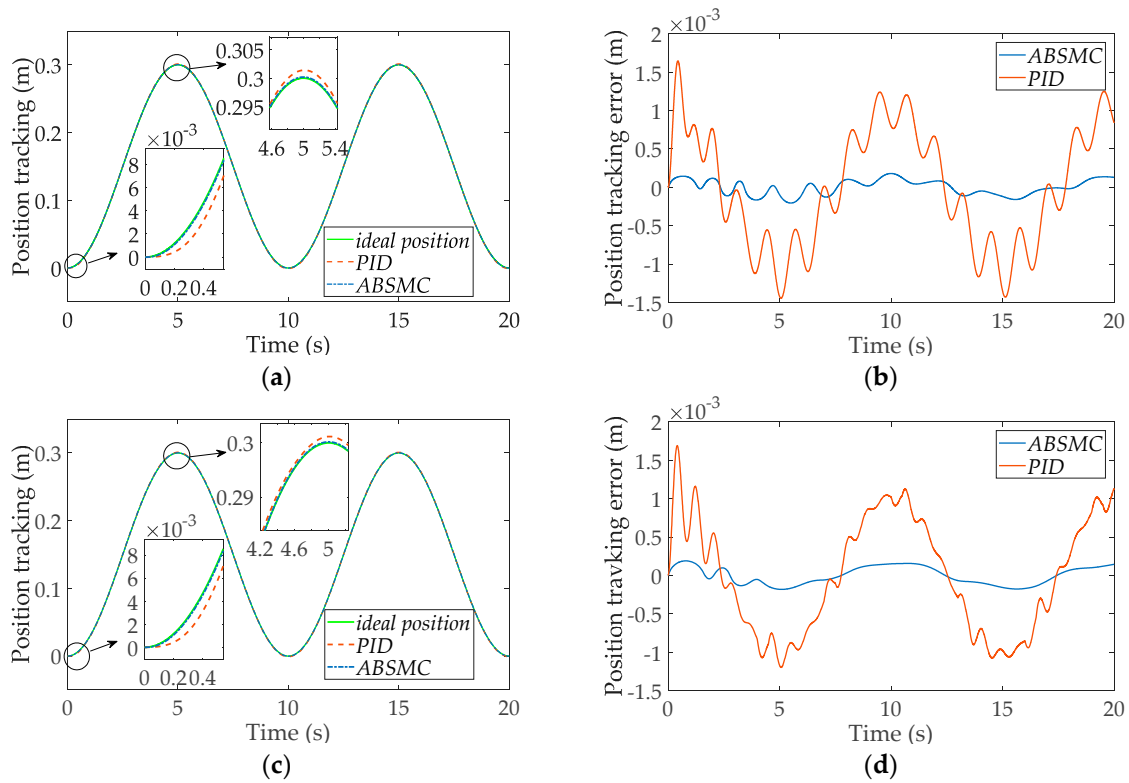 Position tracking (m)
0.3
0.2
0.1
0
0 5 10 15 20
Time (s)
0.305
0.3
0.295
4.6 5 5.4
×10⁻³
8
6
4
2
0
0 0.2 0.4
ideal position
PID
ABSMC
(a)
Position tracking error (m)
×10⁻³
2
1.5
1
0.5
0
-0.5
-1
-1.5
0 5 10 15 20
Time (s)
ABSMC
PID
(b)
Position tracking (m)
0.3
0.2
0.1
0
0 5 10 15 20
Time (s)
0.3
0.29
4.2 4.6 5
×10⁻³
8
6
4
2
0
0 0.2 0.4
ideal position
PID
ABSMC
(c)
Position travking error (m)
×10⁻³
2
1.5
1
0.5
0
-0.5
-1
-1.5
0 5 10 15 20
Time (s)
ABSMC
PID
(d)